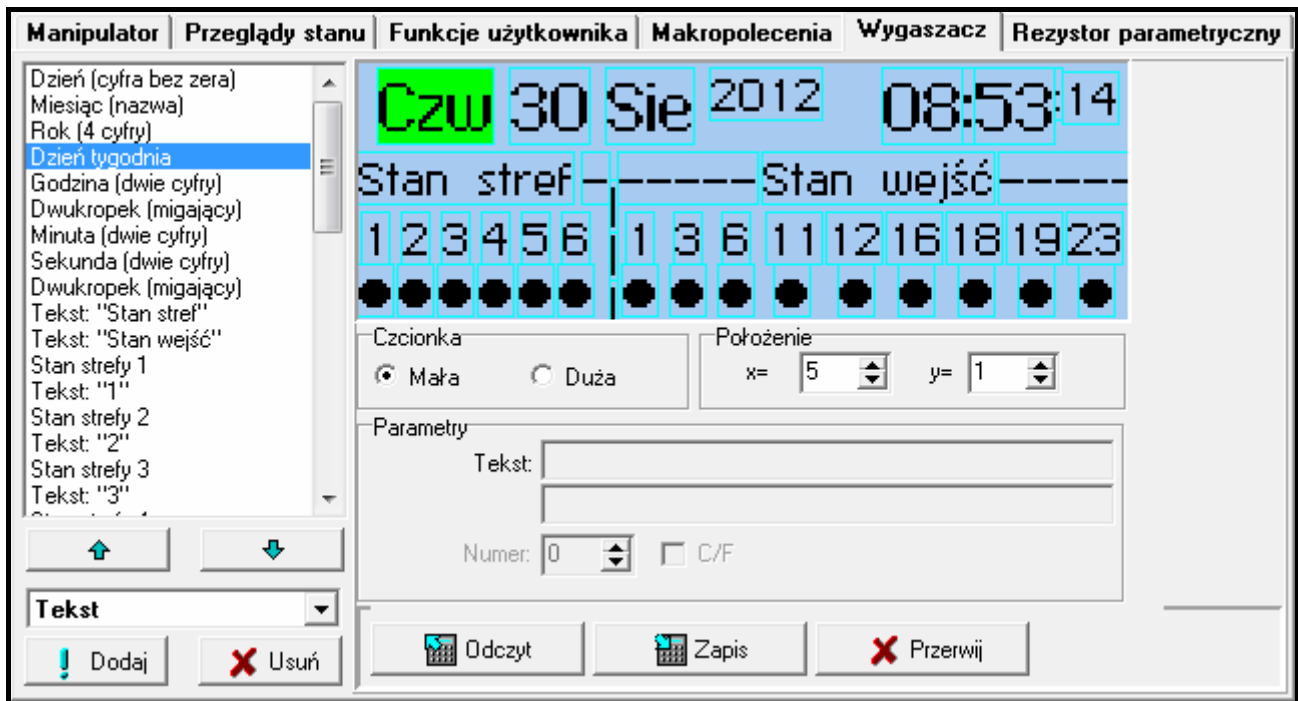 Manipulator Przeglądy stanu Funkcje użytkownika Makropolecenia Wygaszacz Rezystor parametryczny
Dzień (cyfra bez zera)
Miesiąc (nazwa)
Rok (4 cyfry)
Dzień tygodnia
Godzina (dwie cyfry)
Dwukropek (migający)
Minuta (dwie cyfry)
Sekunda (dwie cyfry)
Dwukropek (migający)
Tekst: "Stan stref"
Tekst: "Stan wejść"
Stan strefy 1
Tekst: "1"
Stan strefy 2
Tekst: "2"
Stan strefy 3
Tekst: "3"
Tekst
Dodaj Usuń
Czw 30 Sie 2012 08:53:14
Stan stref-------Stan wejść-----
1 2 3 4 5 6 1 3 6 11 12 16 18 19 23
Czcionka
Mała Duża
Położenie
x= 5 y= 1
Parametry
Tekst:
Numer: 0 C/F
Odczyt Zapis Przerwij